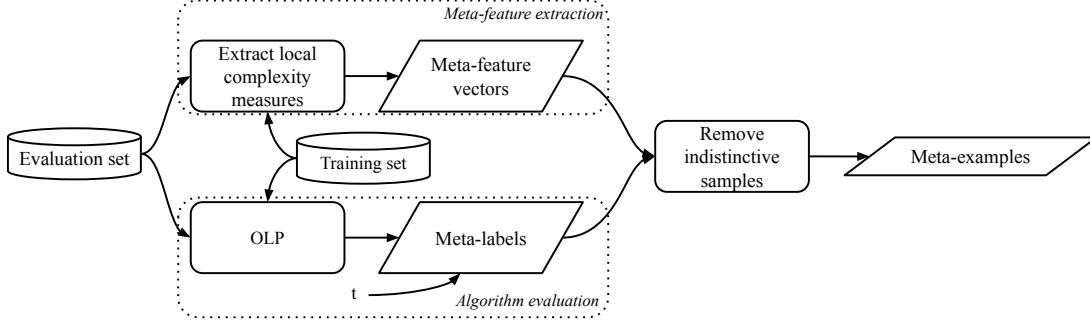 Meta-feature extraction
Extract local
complexity
measures
Meta-feature
vectors
Evaluation set
Training set
Remove
indistinctive
samples
Meta-examples
OLP
Meta-labels
t
Algorithm evaluation